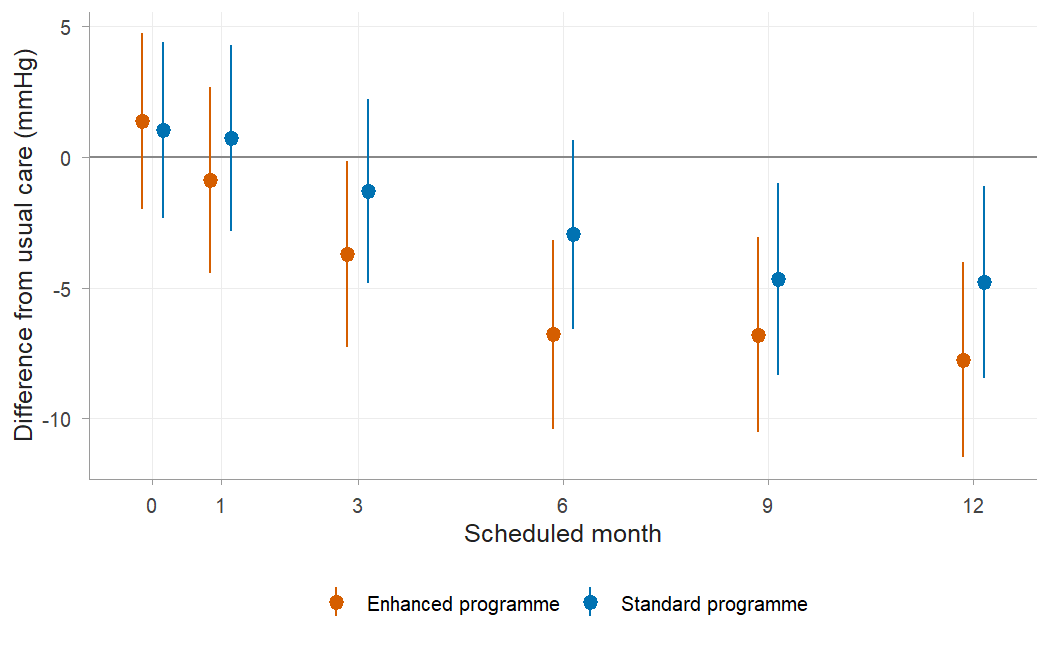 Difference from usual care (mmHg)
5
0
-5
-10
0 1 3 6 9 12
Scheduled month
Enhanced programme Standard programme